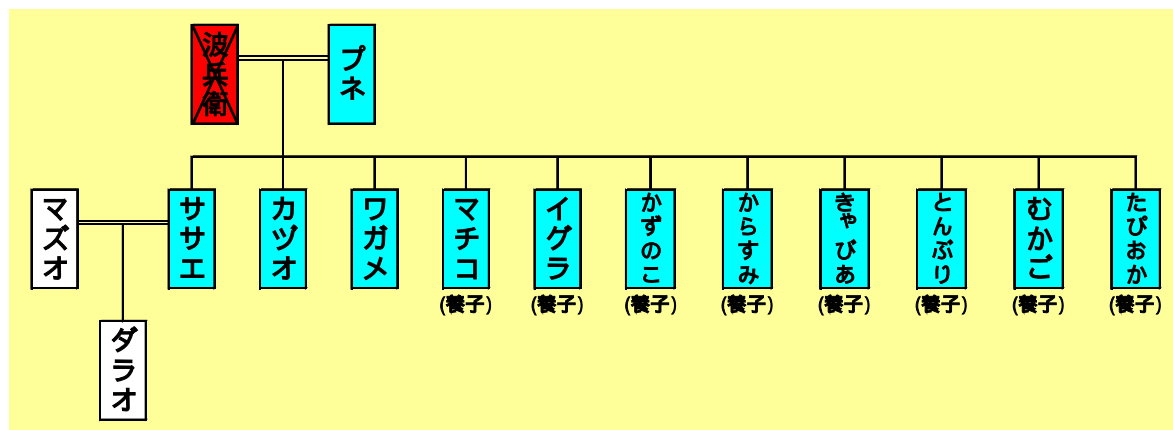 波兵衛
プネ
マズオ
ササエ
カヅオ
ワガメ
マチコ
イグラ
かずのこ
からすみ
きゃびあ
とんぶり
むかご
たぴおか
(養子)
(養子)
(養子)
(養子)
(養子)
(養子)
(養子)
(養子)
ダラオ